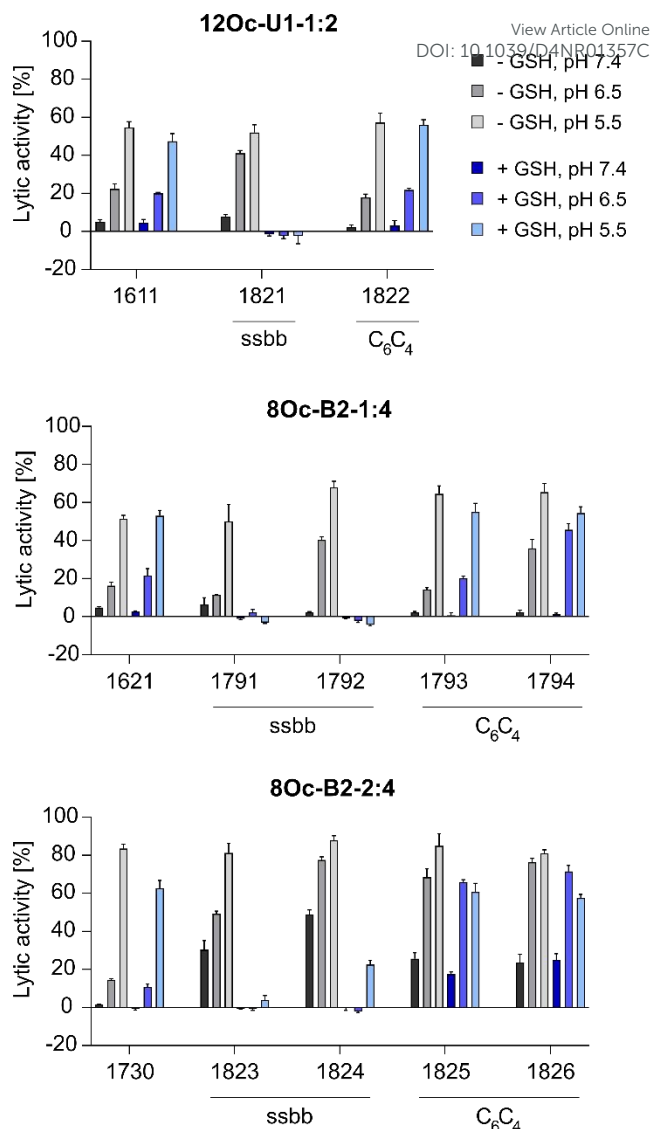 12Oc-U1-1:2
View Article Online
DOI: 10.1039/D4NR01357C
Lytic activity [%]
100
80
60
40
20
0
-20
- GSH, pH 7.4
- GSH, pH 6.5
- GSH, pH 5.5
+ GSH, pH 7.4
+ GSH, pH 6.5
+ GSH, pH 5.5
1611 1821 1822
ssbb C₆C₄
8Oc-B2-1:4
Lytic activity [%]
100
80
60
40
20
0
-20
1621 1791 1792 1793 1794
ssbb C₆C₄
8Oc-B2-2:4
Lytic activity [%]
100
80
60
40
20
0
-20
1730 1823 1824 1825 1826
ssbb C₆C₄